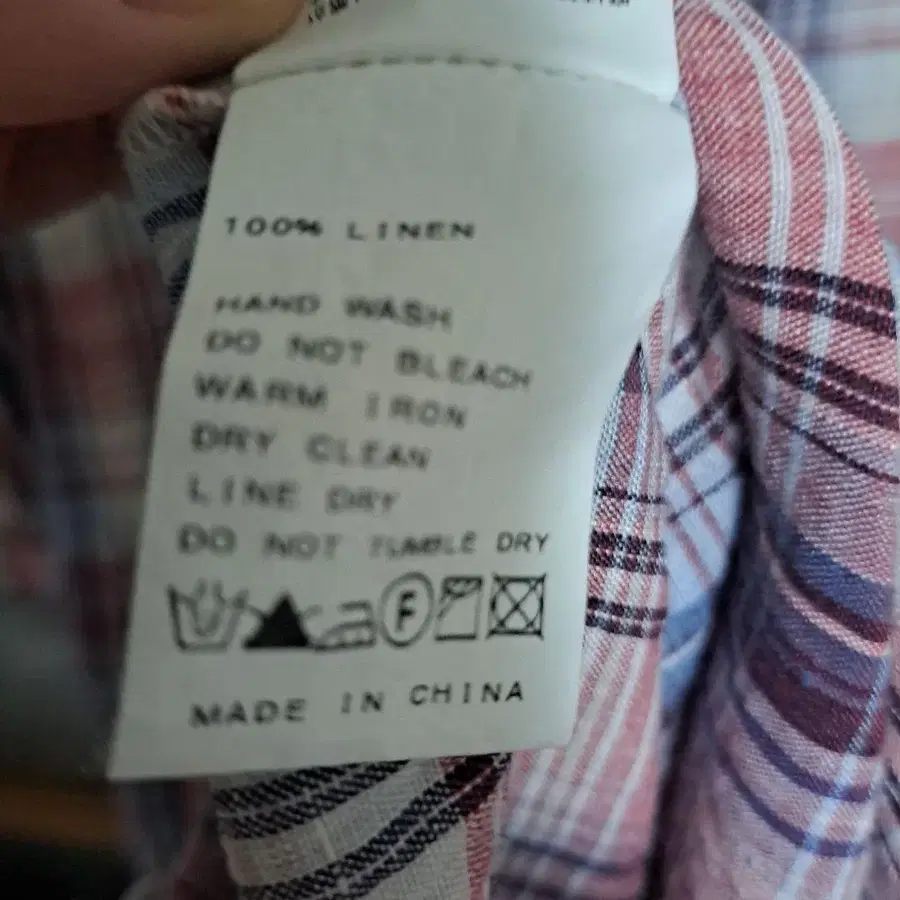 100% LINEN
HAND WASH
DO NOT BLEACH
WARM IRON
DRY CLEAN
LINE DRY
DO NOT TUMBLE DRY
F
MADE IN CHINA